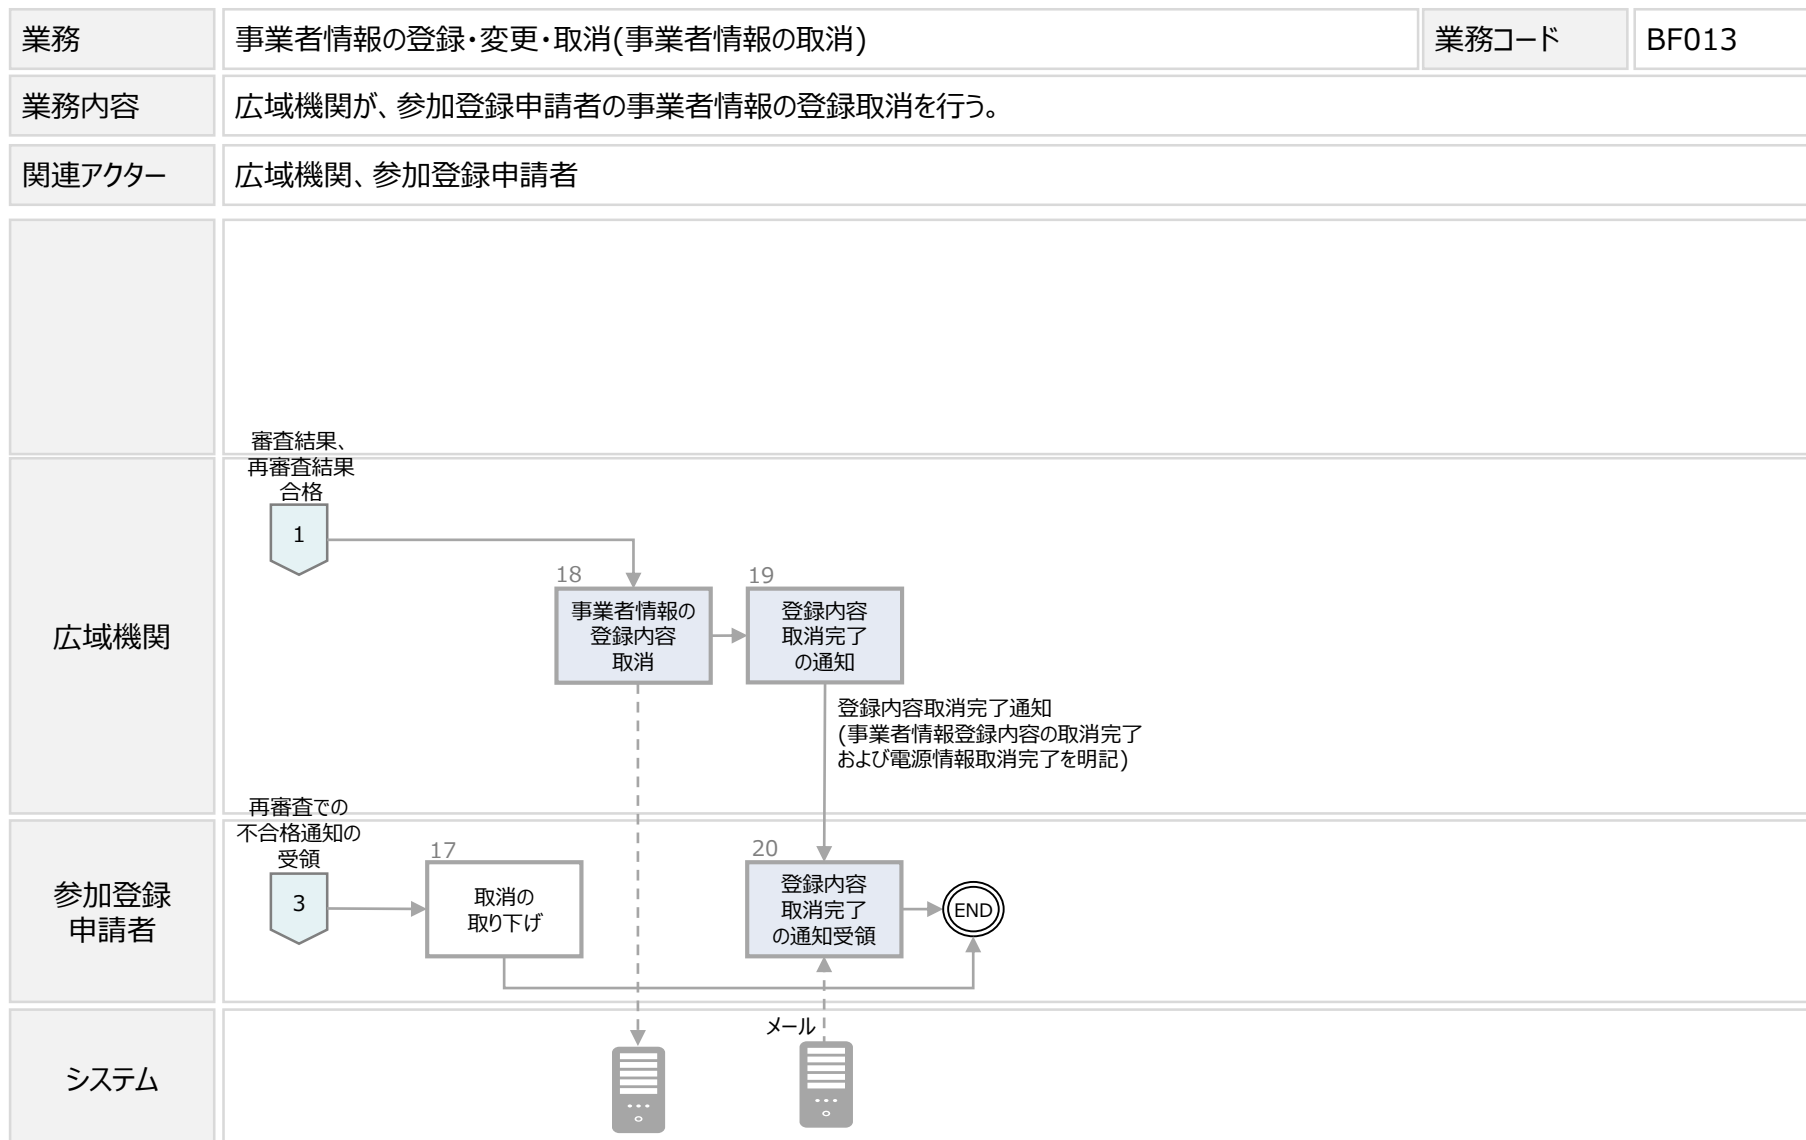 業務
事業者情報の登録・変更・取消(事業者情報の取消)
業務コード
BF013
業務内容
広域機関が、参加登録申請者の事業者情報の登録取消を行う。
関連アクター
広域機関、参加登録申請者
審査結果、
再審査結果
合格
1
18
事業者情報の
登録内容
取消
19
登録内容
取消完了
の通知
広域機関
登録内容取消完了通知
(事業者情報登録内容の取消完了
および電源情報取消完了を明記)
再審査での
不合格通知の
受領
3
17
取消の
取り下げ
20
登録内容
取消完了
の通知受領
END
参加登録
申請者
メール
システム